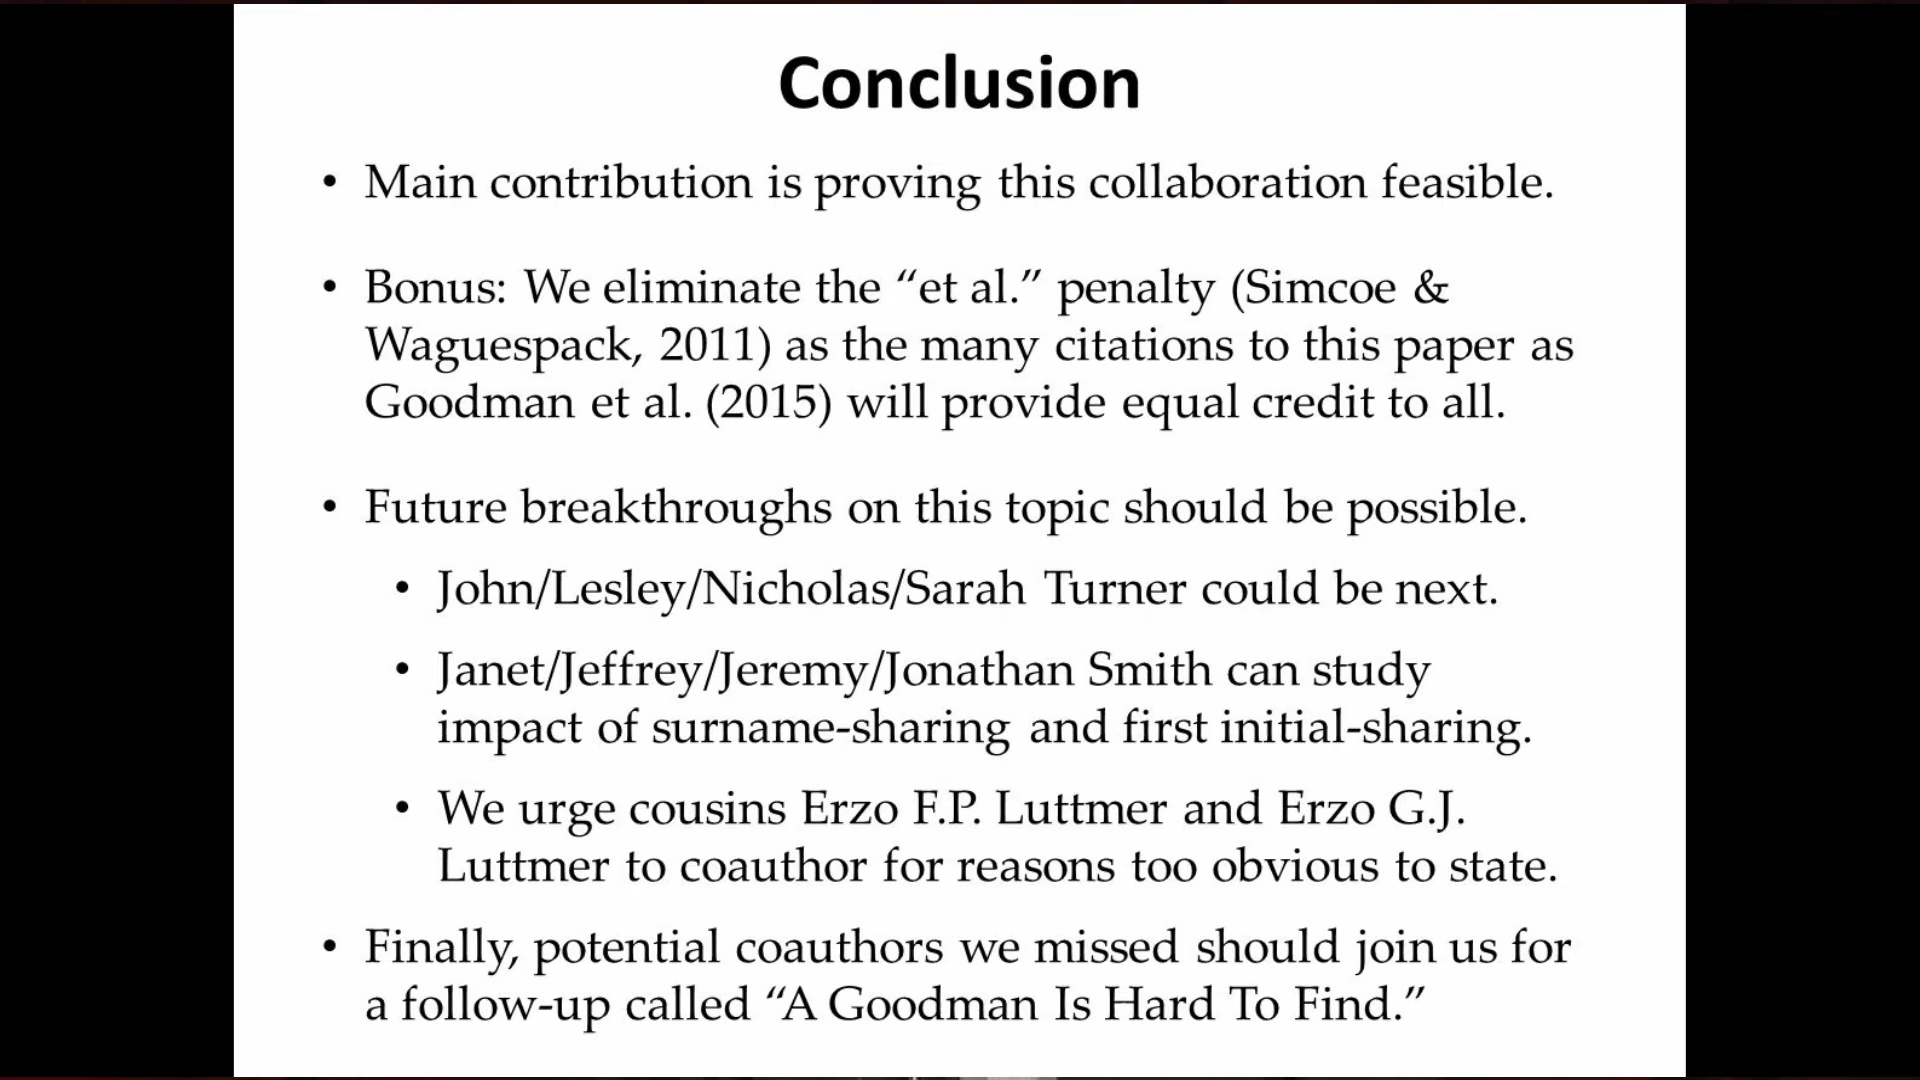 Conclusion
• Main contribution is proving this collaboration feasible.
• Bonus: We eliminate the “et al.” penalty (Simcoe &
Waguespack, 2011) as the many citations to this paper as
Goodman et al. (2015) will provide equal credit to all.
• Future breakthroughs on this topic should be possible.
• John/Lesley/Nicholas/Sarah Turner could be next.
• Janet/Jeffrey/Jeremy/Jonathan Smith can study
impact of surname-sharing and first initial-sharing.
• We urge cousins Erzo F.P. Luttmer and Erzo G.J.
Luttmer to coauthor for reasons too obvious to state.
• Finally, potential coauthors we missed should join us for
a follow-up called “A Goodman Is Hard To Find.”